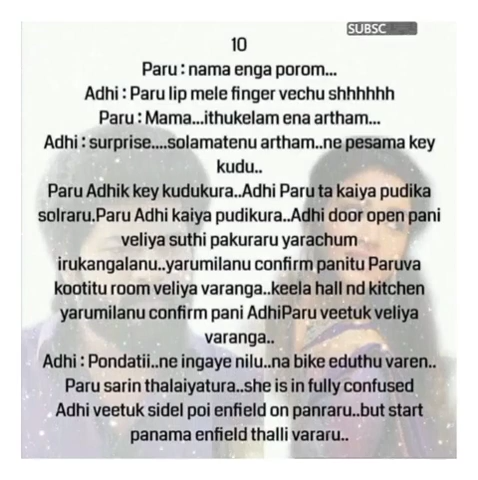 SUBSC
10
Paru : nama enga porom...
Adhi : Paru lip mele finger vechu shhhhhh
Paru : Mama...ithukelam ena artham...
Adhi : surprise....solamatenu artham..ne pesama key
kudu..
Paru Adhik key kudukura..Adhi Paru ta kaiya pudika
solraru.Paru Adhi kaiya pudikura..Adhi door open pani
veliya suthi pakuraru yarachum
irukangalanu..yarumilanu confirm panitu Paruva
kootitu room veliya varanga..keela hall nd kitchen
yarumilanu confirm pani AdhiParu veetuk veliya
varanga..
Adhi : Pondatii..ne ingaye nilu..na bike eduthu varen..
Paru sarin thalaiyatura..she is in fully confused
Adhi veetuk sidel poi enfield on panraru..but start
panama enfield thalli vararu..